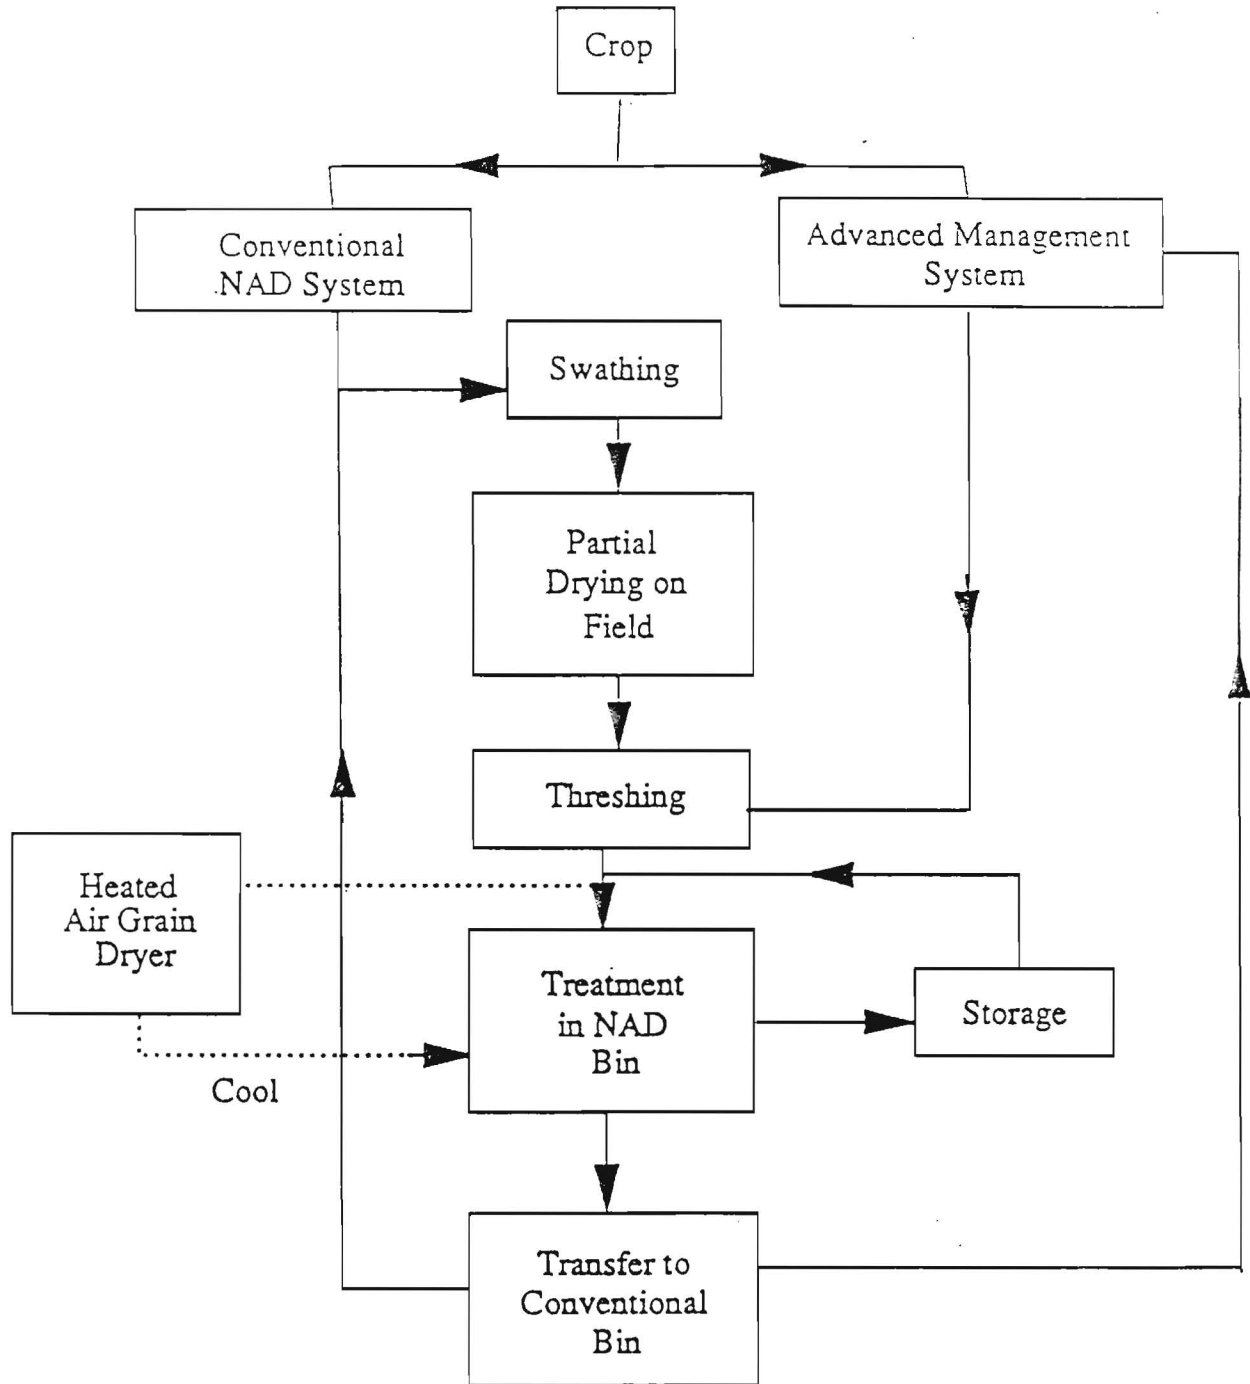 Crop
Conventional
NAD System
Advanced Management
System
Swathing
Partial
Drying on
Field
Threshing
Heated
Air Grain
Dryer
Treatment
in NAD
Bin
Storage
Cool
Transfer to
Conventional
Bin